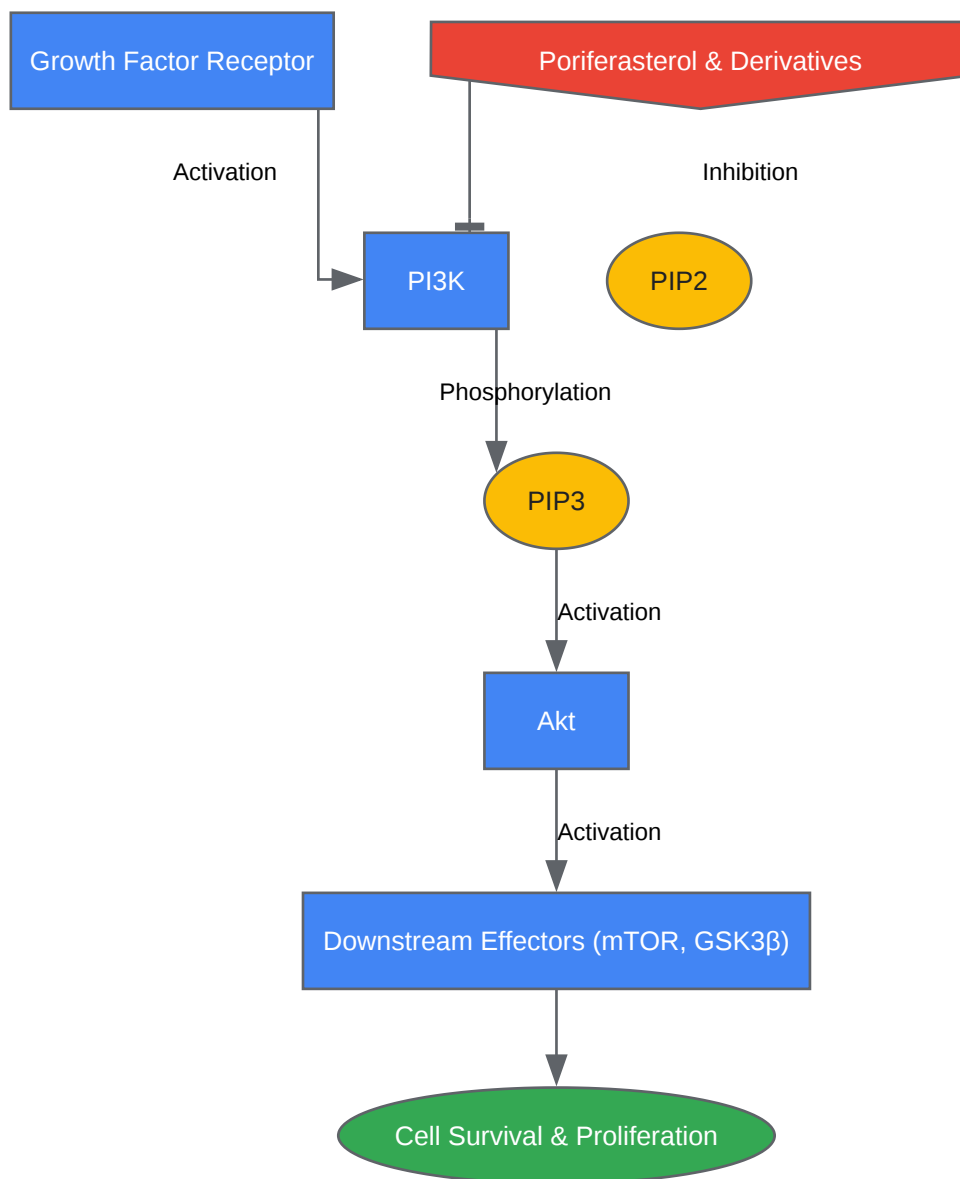 Growth Factor Receptor
Poriferasterol & Derivatives
Activation
Inhibition
PI3K
PIP2
Phosphorylation
PIP3
Activation
Akt
Activation
Downstream Effectors (mTOR, GSK3β)
Cell Survival & Proliferation